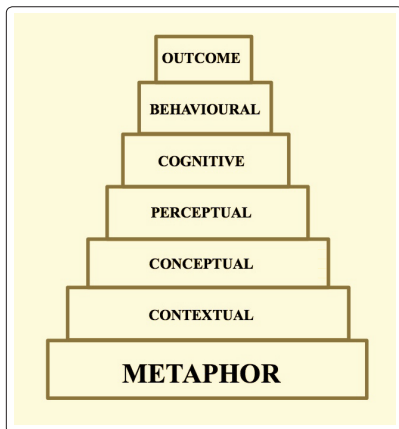 OUTCOME
BEHAVIOURAL
COGNITIVE
PERCEPTUAL
CONCEPTUAL
CONTEXTUAL
METAPHOR